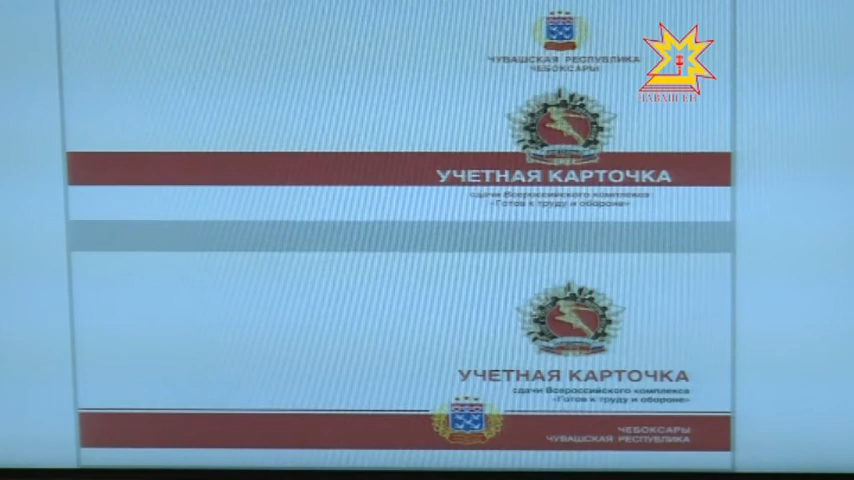 ЧУВАШСКАЯ РЕСПУБЛИКА
ЧЕБОКСАРЫ
УЧЕТНАЯ КАРТОЧКА
сдачи Всероссийского комплекса
«Готов к труду и обороне»
УЧЕТНАЯ КАРТОЧКА
сдачи Всероссийского комплекса
«Готов к труду и обороне»
ЧЕБОКСАРЫ
ЧУВАШСКАЯ РЕСПУБЛИКА